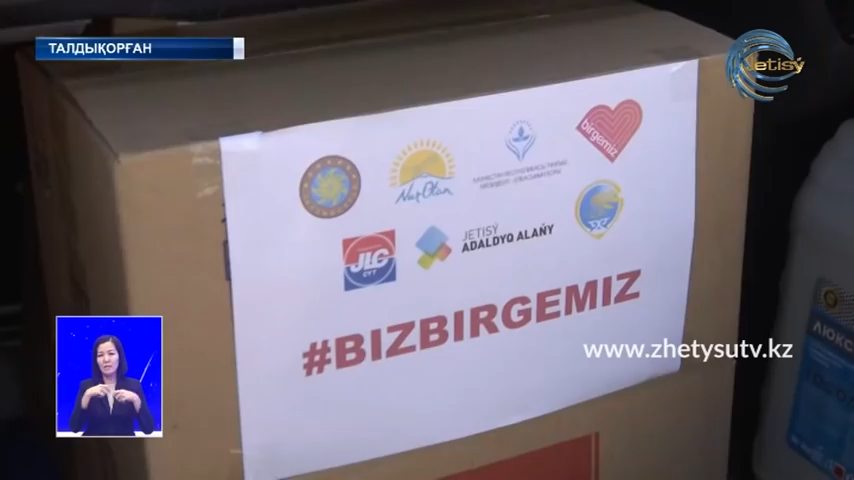 ТАЛДЫҚОРҒАН
Jetisý
birgemiz
Nur Otan
JLC
JETISÝ
ADALDYQ ALAŃY
#BIZBIRGEMIZ
www.zhetysutv.kz
ЛЮКС